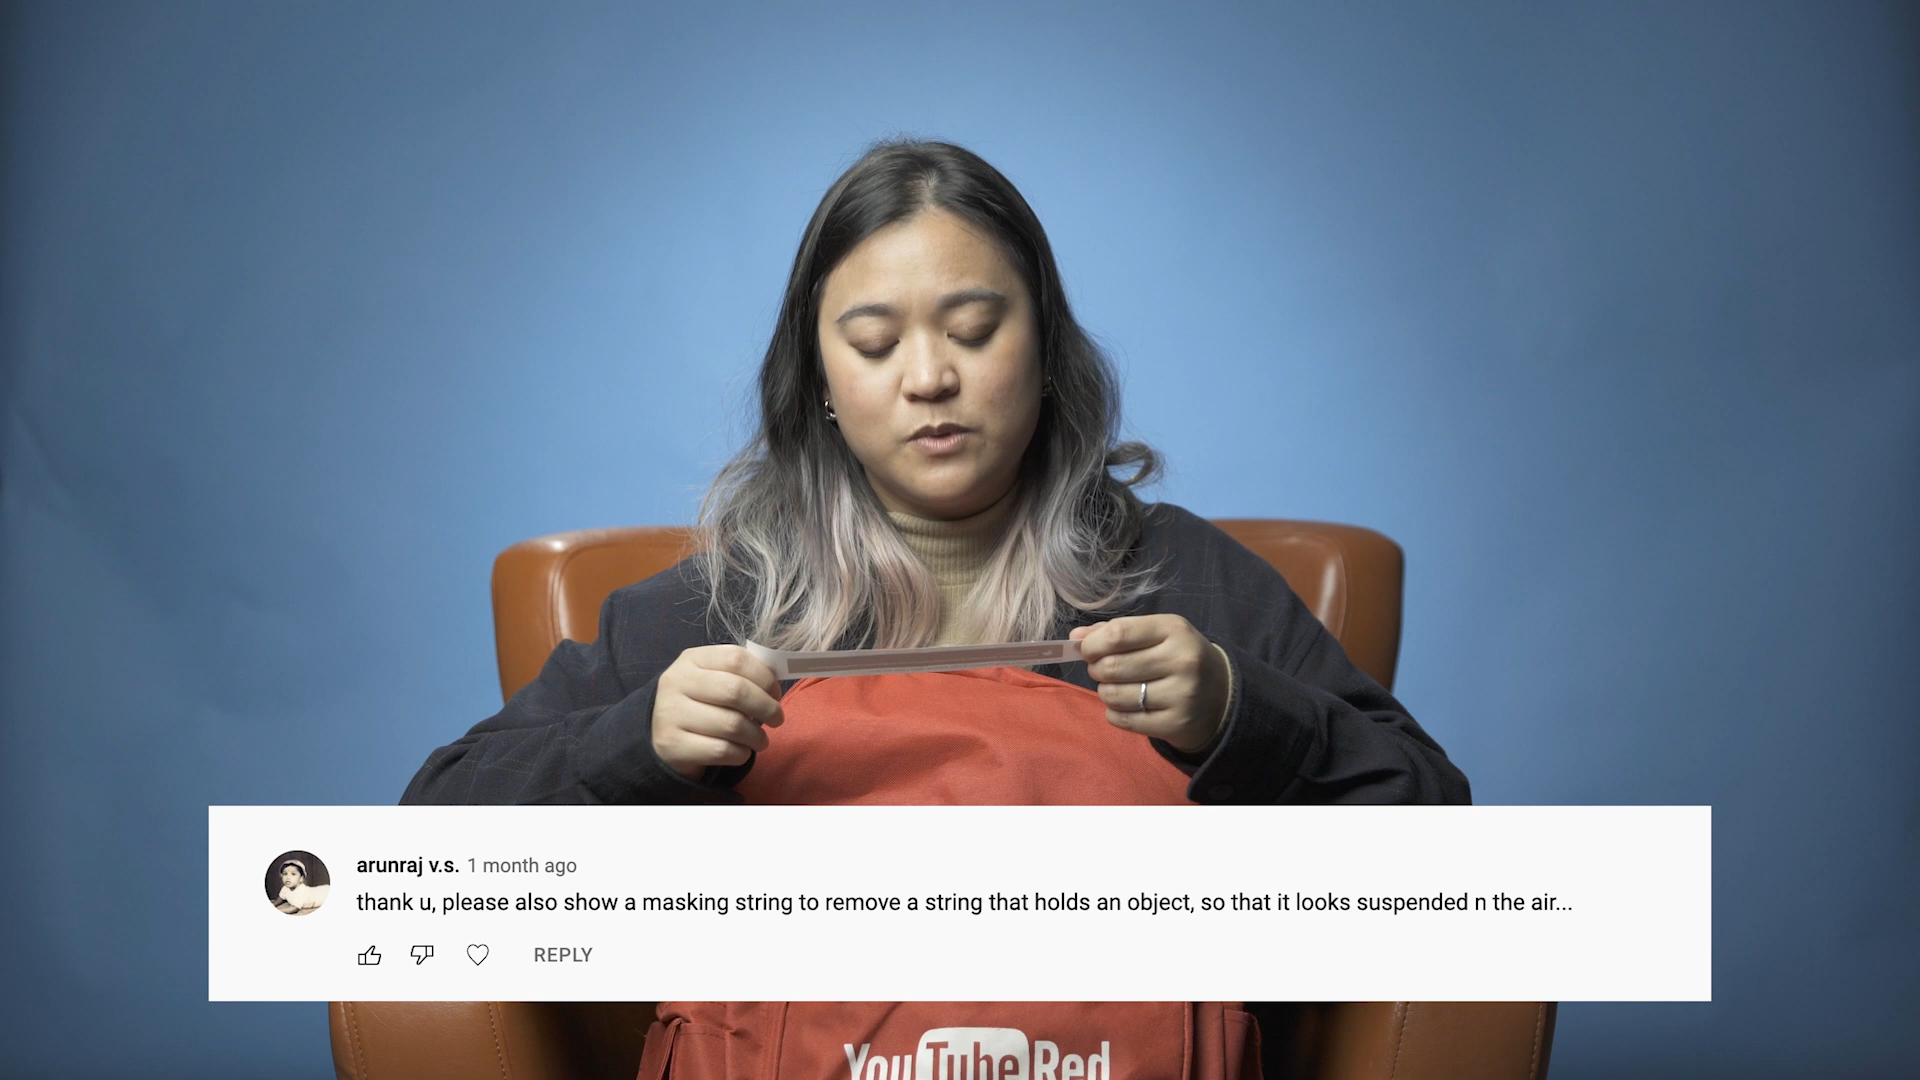 arunraj v.s. 1 month ago
thank u, please also show a masking string to remove a string that holds an object, so that it looks suspended n the air...
REPLY
YouTube Red